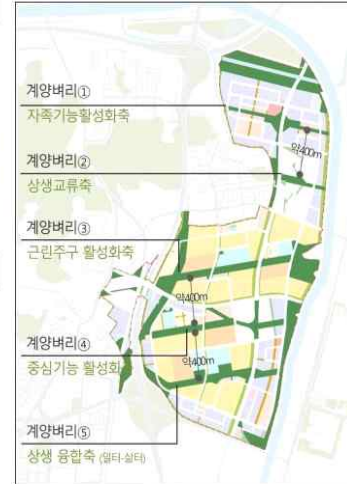 계양벼리①
자족기능활성화축
약400m
계양벼리②
상생교류축
계양벼리③
근린주구 활성화축
약400m
계양벼리④
약400m
중심기능 활성화
계양벼리⑤
상생 융합축 (일터-삶터)